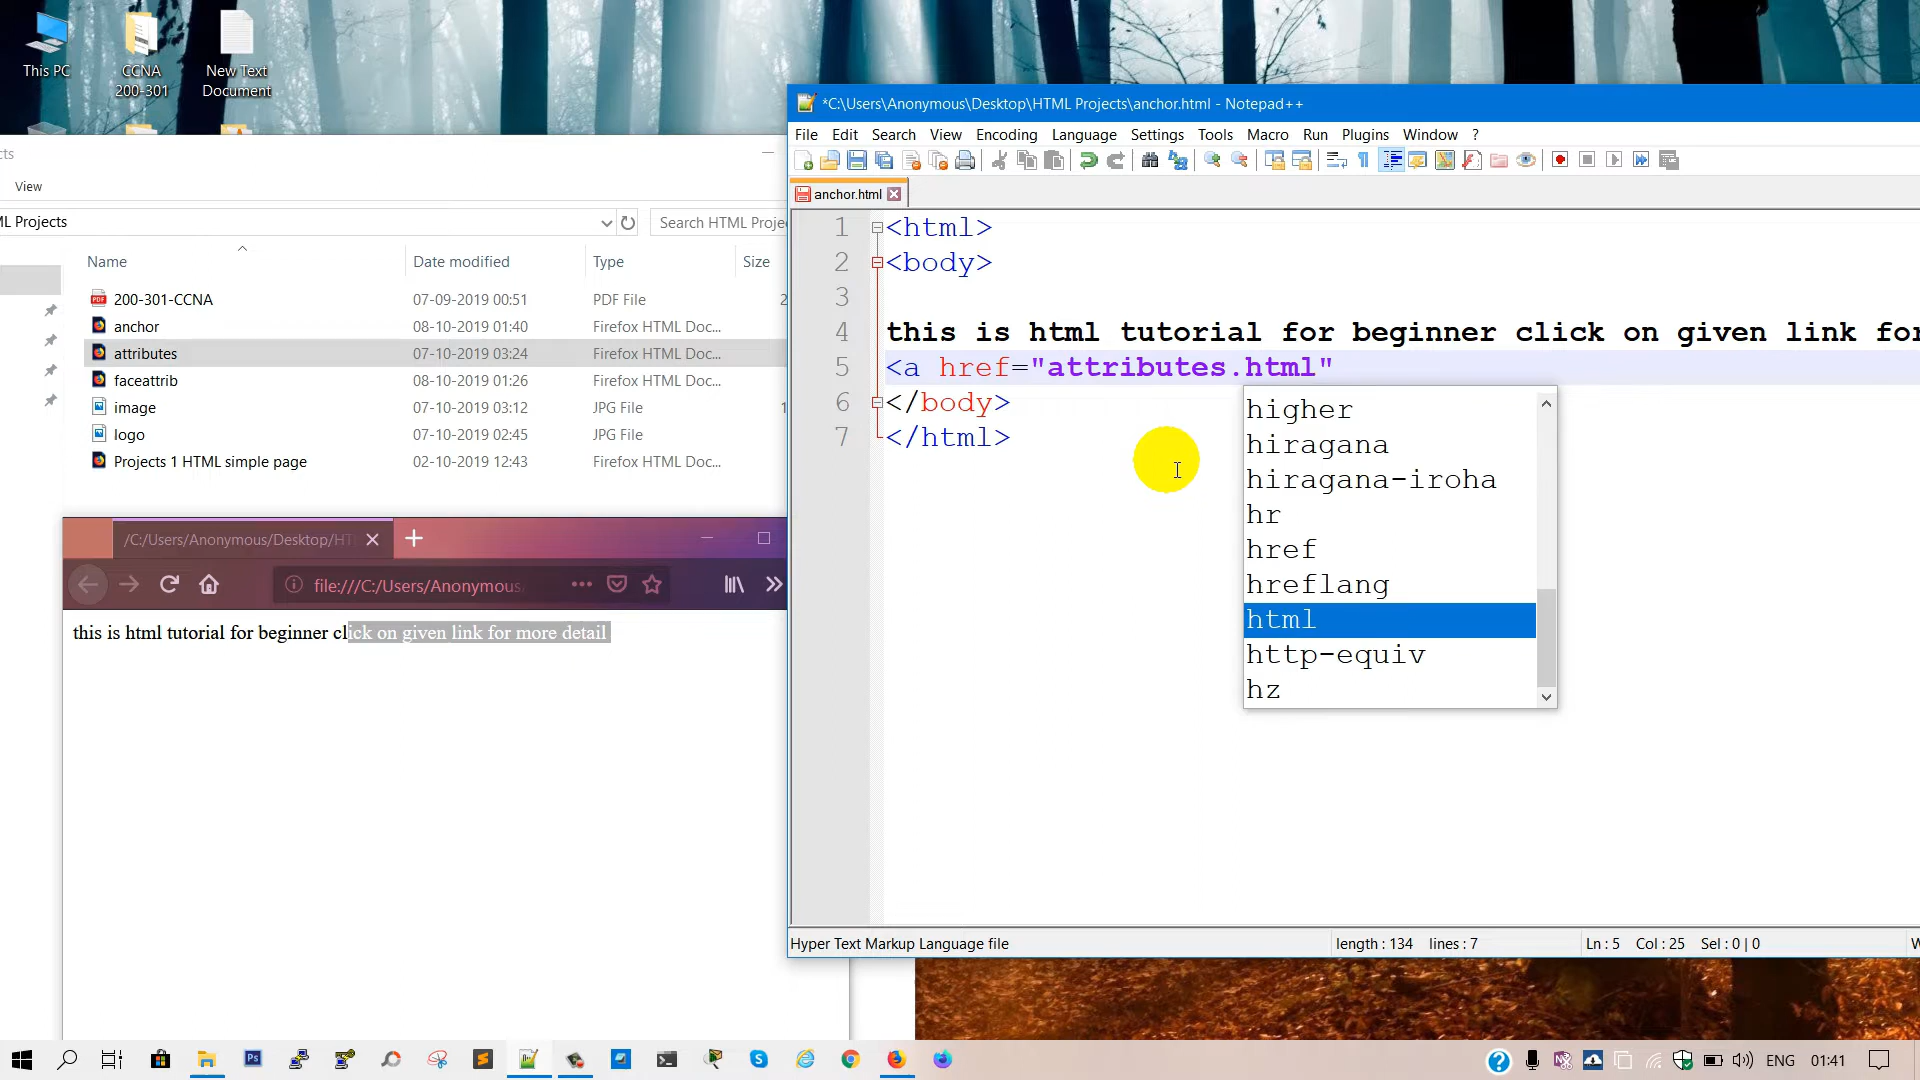 This PC
CCNA
200-301
New Text
Document
cts
View
L Projects
Search HTML Proje
Name
Date modified
Type
Size
200-301-CCNA
07-09-2019 00:51
PDF File
2
anchor
08-10-2019 01:40
Firefox HTML Doc...
attributes
07-10-2019 03:24
Firefox HTML Doc...
faceattrib
08-10-2019 01:26
Firefox HTML Doc...
image
07-10-2019 03:12
JPG File
1
logo
07-10-2019 02:45
JPG File
Projects 1 HTML simple page
02-10-2019 12:43
Firefox HTML Doc...
/C:/Users/Anonymous/Desktop/HT
file:///C:/Users/Anonymous
this is html tutorial for beginner click on given link for more detail
*C:\Users\Anonymous\Desktop\HTML Projects\anchor.html - Notepad++
File Edit Search View Encoding Language Settings Tools Macro Run Plugins Window ?
anchor.html
1 <html>
2 <body>
3
4 this is html tutorial for beginner click on given link for
5 <a href="attributes.html"
6 </body>
7 </html>
higher
hiragana
hiragana-iroha
hr
href
hreflang
html
http-equiv
hz
Hyper Text Markup Language file
length : 134 lines : 7
Ln : 5 Col : 25 Sel : 0 | 0
W
ENG
01:41